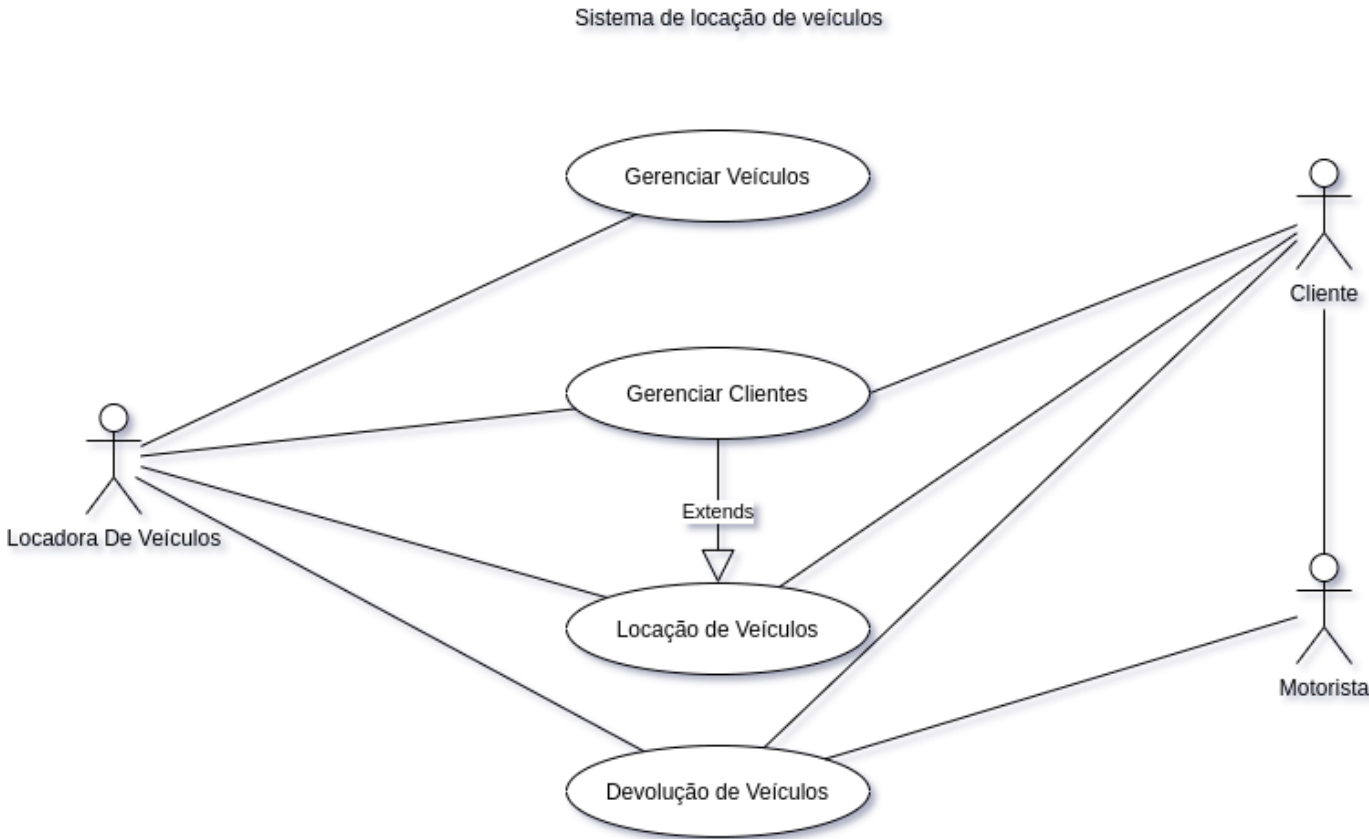 Sistema de locação de veículos
Gerenciar Veículos
Cliente
Gerenciar Clientes
Extends
Locadora De Veículos
Locação de Veículos
Motorista
Devolução de Veículos